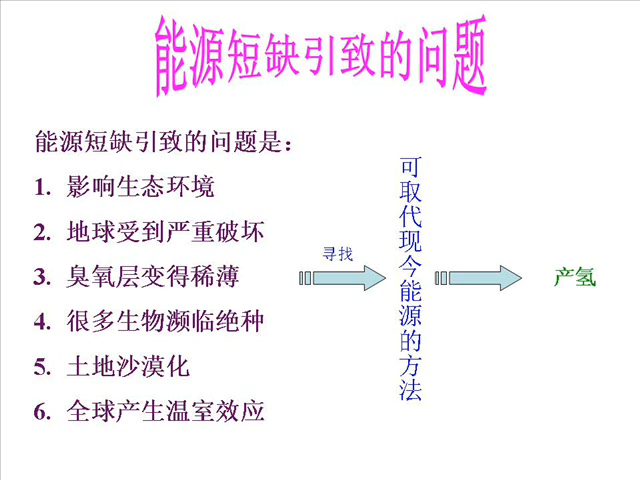 能源短缺引致的问题
能源短缺引致的问题是：
1. 影响生态环境
2. 地球受到严重破坏
3. 臭氧层变得稀薄
4. 很多生物濒临绝种
5. 土地沙漠化
6. 全球产生温室效应
寻找
可取代现今能源的方法
产氢